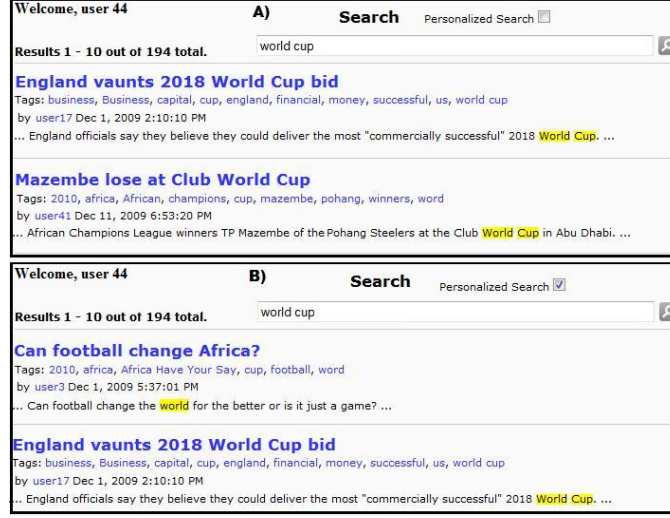 Welcome, user 44
A)
Search
Personalized Search
Results 1 - 10 out of 194 total.
world cup
England vaunts 2018 World Cup bid
Tags: business, Business, capital, cup, england, financial, money, successful, us, world cup
by user17 Dec 1, 2009 2:10:10 PM
... England officials say they believe they could deliver the most "commercially successful" 2018 World Cup. ...
Mazembe lose at Club World Cup
Tags: 2010, africa, African, champions, cup, mazembe, pohang, winners, word
by user41 Dec 11, 2009 6:53:20 PM
... African Champions League winners TP Mazembe of the Pohang Steelers at the Club World Cup in Abu Dhabi. ...
Welcome, user 44
B)
Search
Personalized Search
Results 1 - 10 out of 194 total.
world cup
Can football change Africa?
Tags: 2010, africa, Africa Have Your Say, cup, football, word
by user3 Dec 1, 2009 5:37:01 PM
... Can football change the world for the better or is it just a game? ...
England vaunts 2018 World Cup bid
Tags: business, Business, capital, cup, england, financial, money, successful, us, world cup
by user17 Dec 1, 2009 2:10:10 PM
... England officials say they believe they could deliver the most "commercially successful" 2018 World Cup. ...